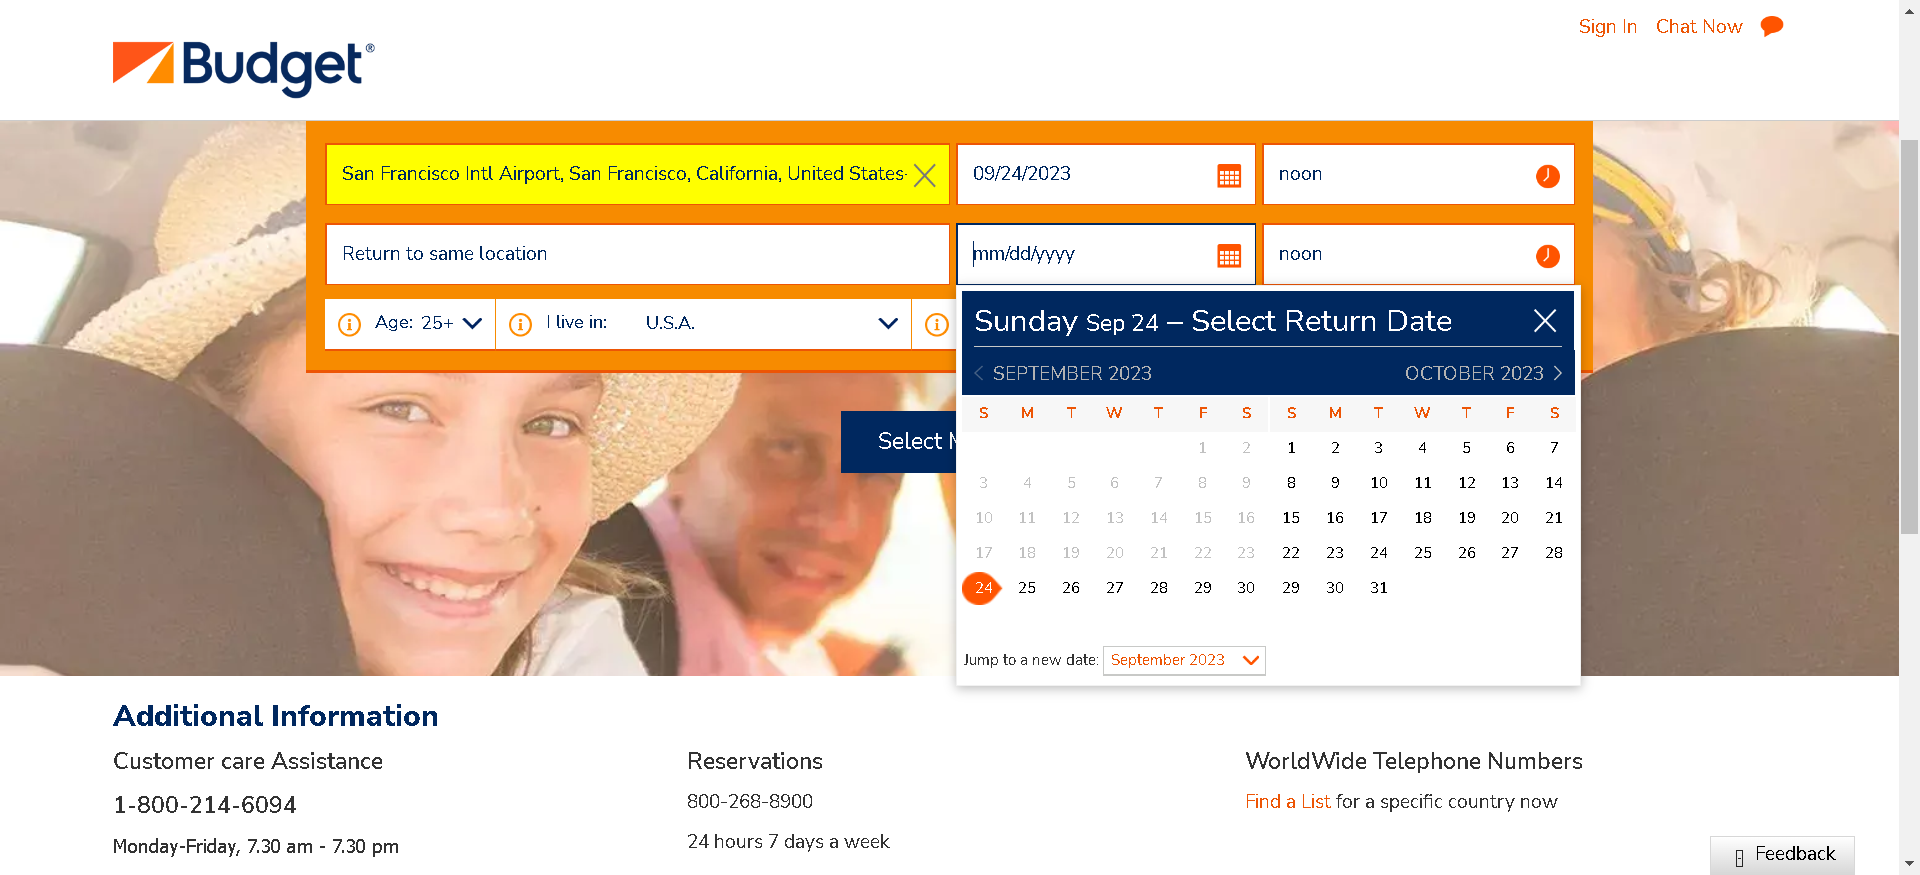 Sign In Chat Now
Budget®
San Francisco Intl Airport, San Francisco, California, United States-
09/24/2023
noon
Return to same location
mm/dd/yyyy
noon
Age: 25+
I live in: U.S.A.
Sunday Sep 24 – Select Return Date
SEPTEMBER 2023
OCTOBER 2023
S M T W T F S S M T W T F S
1 2 1 2 3 4 5 6 7
3 4 5 6 7 8 9 8 9 10 11 12 13 14
10 11 12 13 14 15 16 15 16 17 18 19 20 21
17 18 19 20 21 22 23 22 23 24 25 26 27 28
24 25 26 27 28 29 30 29 30 31
Select
Jump to a new date: September 2023
Additional Information
Customer care Assistance
1-800-214-6094
Monday-Friday, 7.30 am - 7.30 pm
Reservations
800-268-8900
24 hours 7 days a week
WorldWide Telephone Numbers
Find a List for a specific country now
Feedback